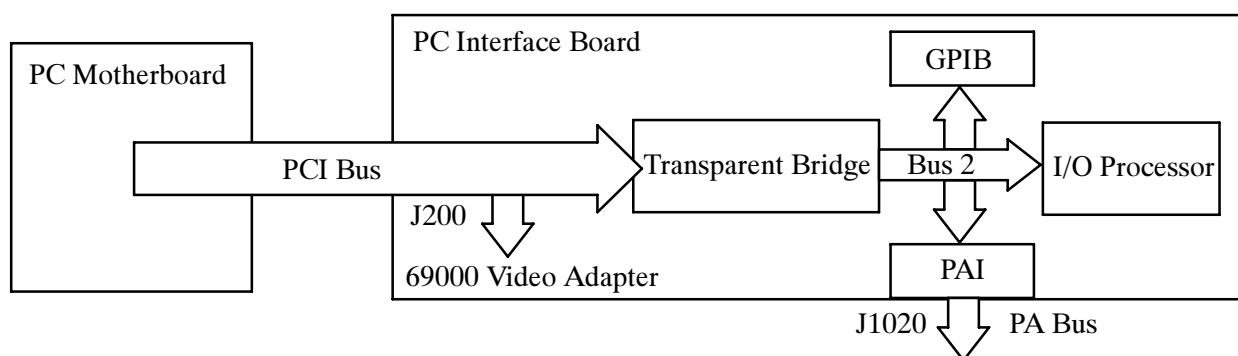 PC Interface Board
PC Motherboard
GPIB
PCI Bus
Transparent Bridge
Bus 2
I/O Processor
J200
69000 Video Adapter
PAI
J1020
PA Bus